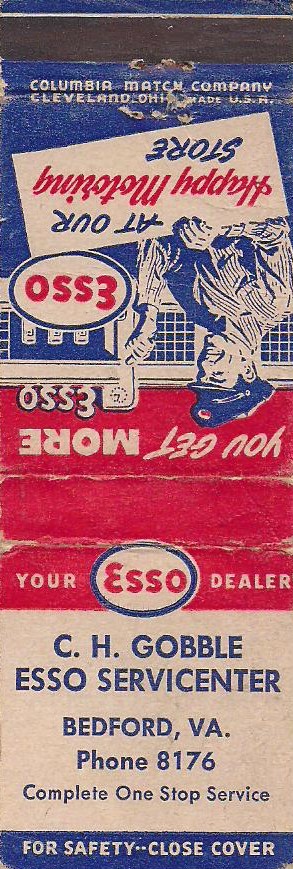 COLUMBIA MATCH COMPANY
CLEVELAND, OHIO MADE U.S.A.
YOU GET MORE
ESSO
ESSO
AT OUR
Happy Motoring
STORE
YOUR Esso DEALER
C. H. GOBBLE
ESSO SERVICENTER
BEDFORD, VA.
Phone 8176
Complete One Stop Service
FOR SAFETY--CLOSE COVER